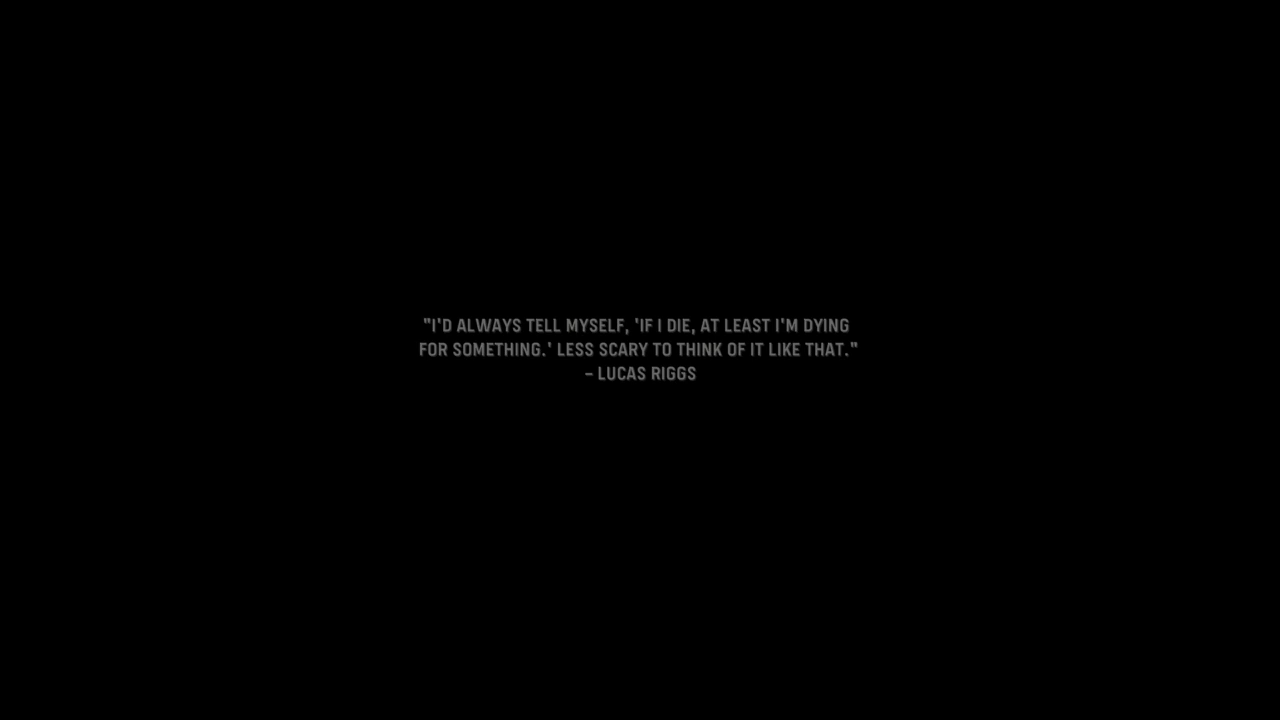 "I'D ALWAYS TELL MYSELF, 'IF I DIE, AT LEAST I'M DYING
FOR SOMETHING.' LESS SCARY TO THINK OF IT LIKE THAT."
– LUCAS RIGGS